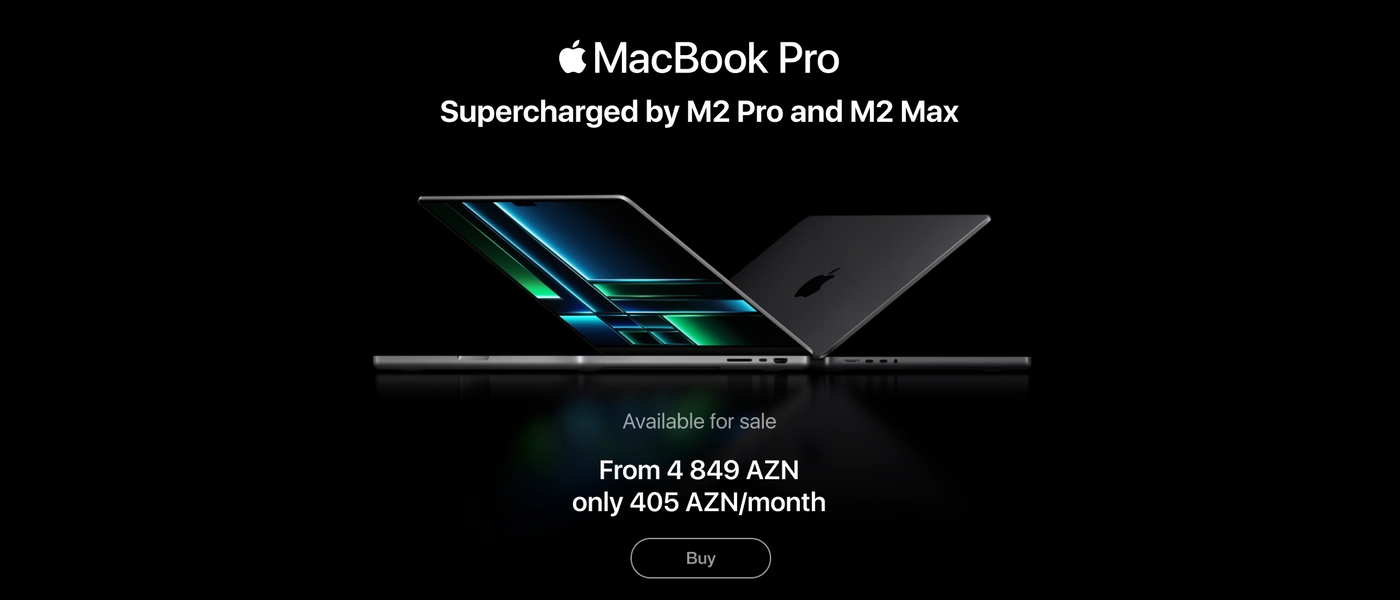 MacBook Pro
Supercharged by M2 Pro and M2 Max
Available for sale
From 4 849 AZN
only 405 AZN/month
Buy